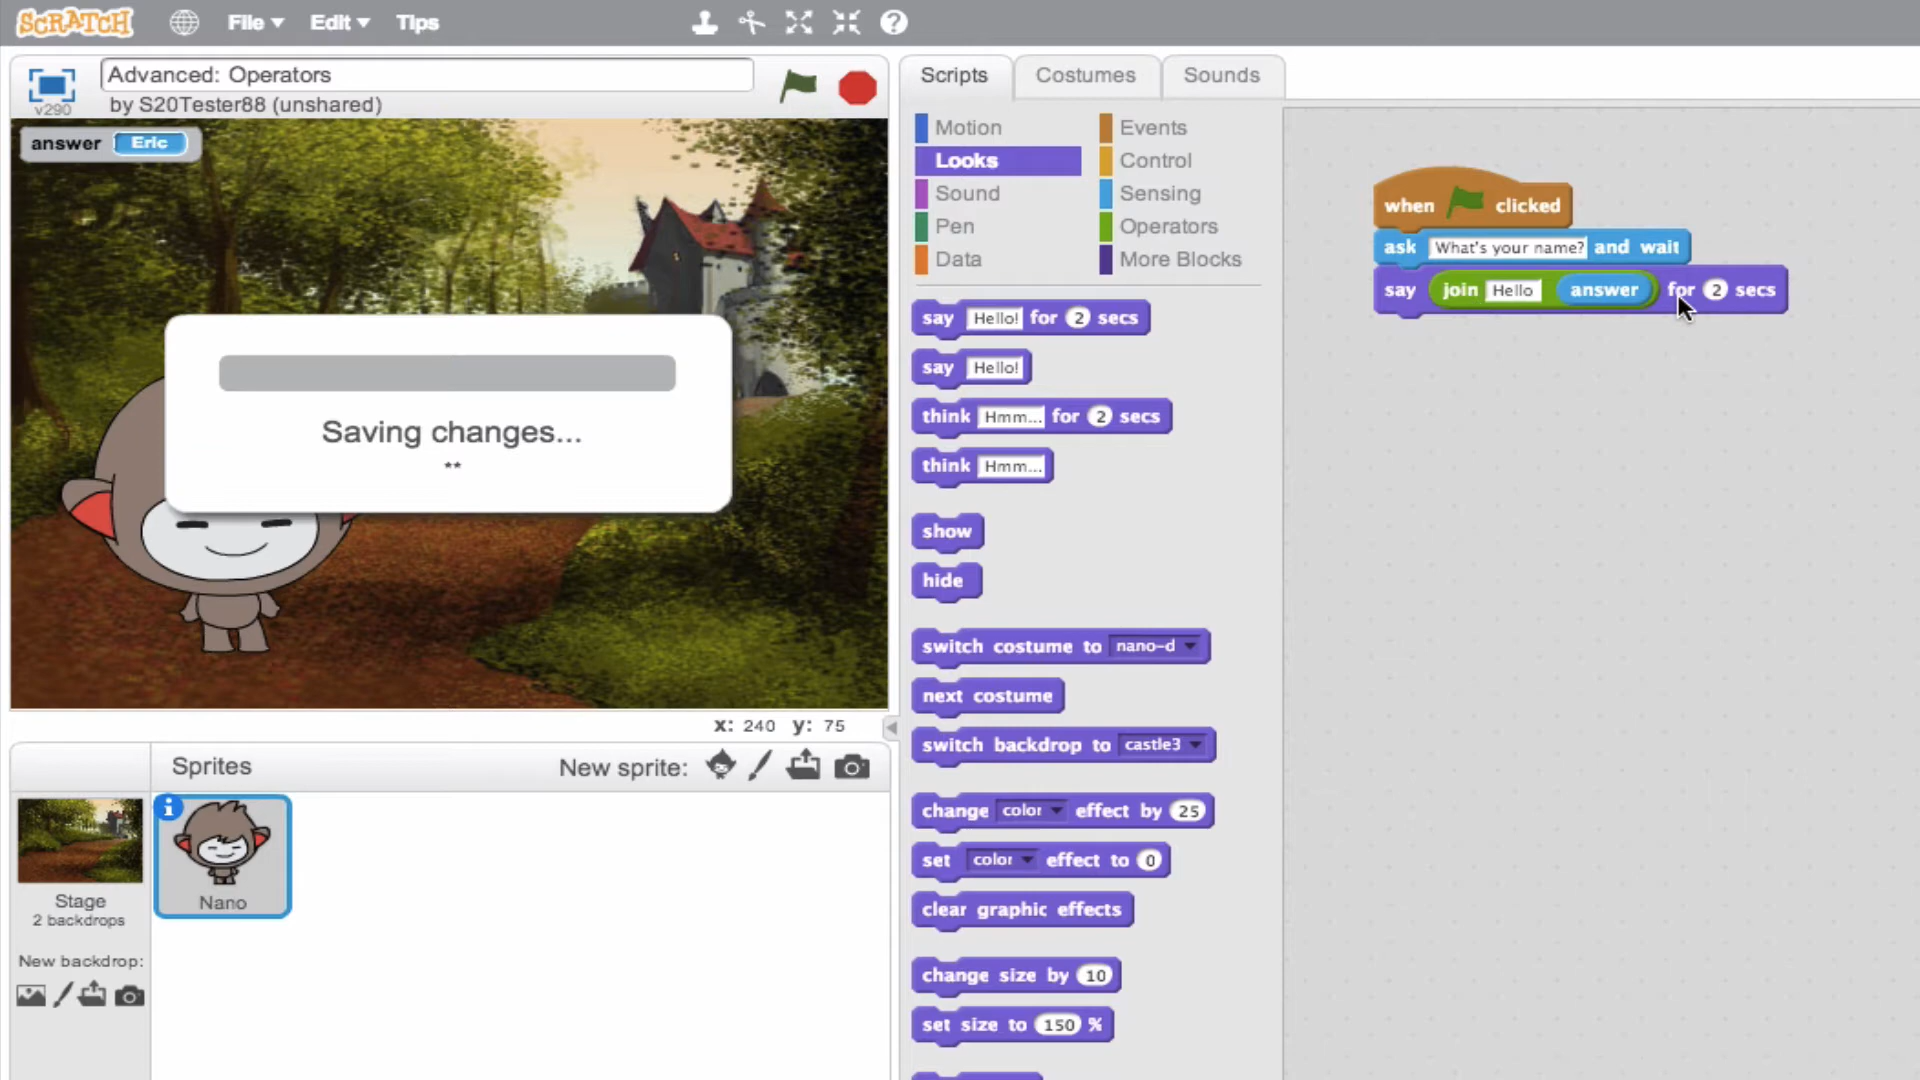 SCRATCH
File Edit Tips
Advanced: Operators
by S20Tester88 (unshared)
v290
answer Eric
Saving changes...
**
x: 240 y: 75
Sprites
New sprite:
Stage
2 backdrops
New backdrop:
Nano
Scripts Costumes Sounds
Motion Events
Looks Control
Sound Sensing
Pen Operators
Data More Blocks
say Hello! for 2 secs
say Hello!
think Hmm... for 2 secs
think Hmm...
show
hide
switch costume to nano-d
next costume
switch backdrop to castle3
change color effect by 25
set color effect to 0
clear graphic effects
change size by 10
set size to 150 %
when clicked
ask What's your name? and wait
say join Hello answer for 2 secs